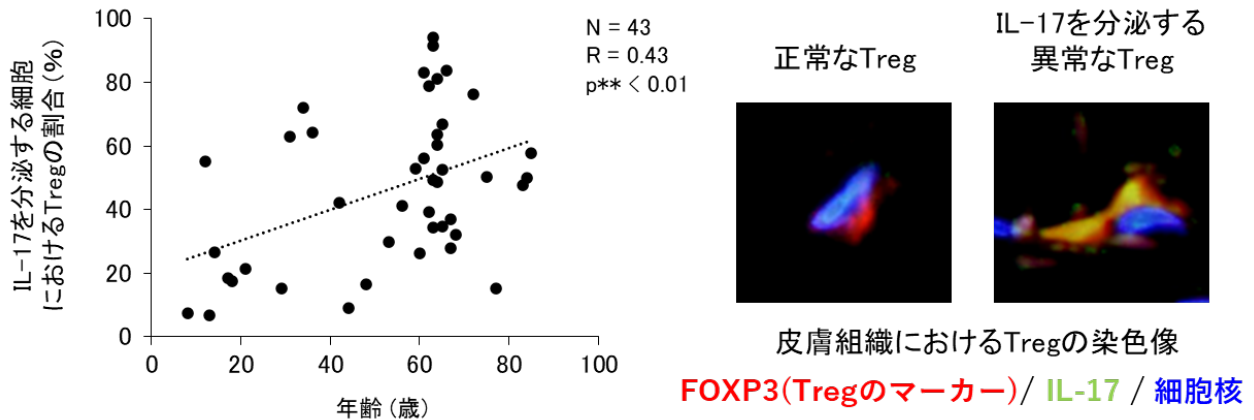 IL-17を分泌する細胞
におけるTregの割合(%)
100
80
60
40
20
0
0
20
40
60
80
100
年齢(歳)
N = 43
R = 0.43
p** < 0.01
正常なTreg
IL-17を分泌する
異常なTreg
皮膚組織におけるTregの染色像
FOXP3(Tregのマーカー)/ IL-17 / 細胞核